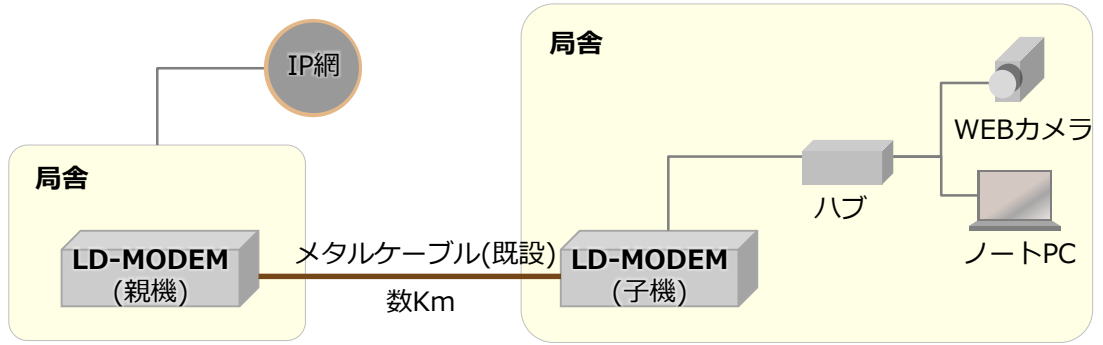 IP網
局舎
LD-MODEM
(親機)
メタルケーブル(既設)
数Km
局舎
LD-MODEM
(子機)
ハブ
WEBカメラ
ノートPC